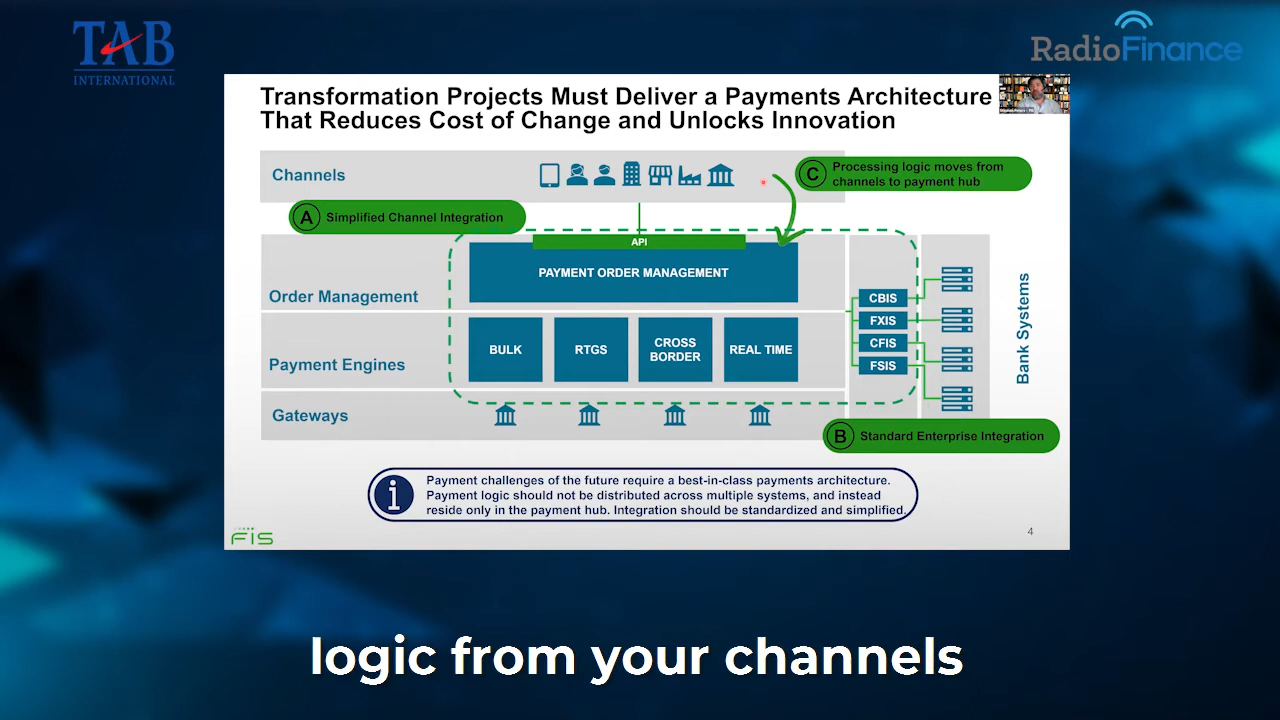 TAB
INTERNATIONAL
RadioFinance
Transformation Projects Must Deliver a Payments Architecture
That Reduces Cost of Change and Unlocks Innovation
Channels
C
Processing logic moves from
channels to payment hub
A
Simplified Channel Integration
API
PAYMENT ORDER MANAGEMENT
Order Management
CBIS
FXIS
CFIS
FSIS
Bank Systems
Payment Engines
BULK
RTGS
CROSS
BORDER
REAL TIME
Gateways
B
Standard Enterprise Integration
i
Payment challenges of the future require a best-in-class payments architecture.
Payment logic should not be distributed across multiple systems, and instead
reside only in the payment hub. Integration should be standardized and simplified.
FIS
4
logic from your channels